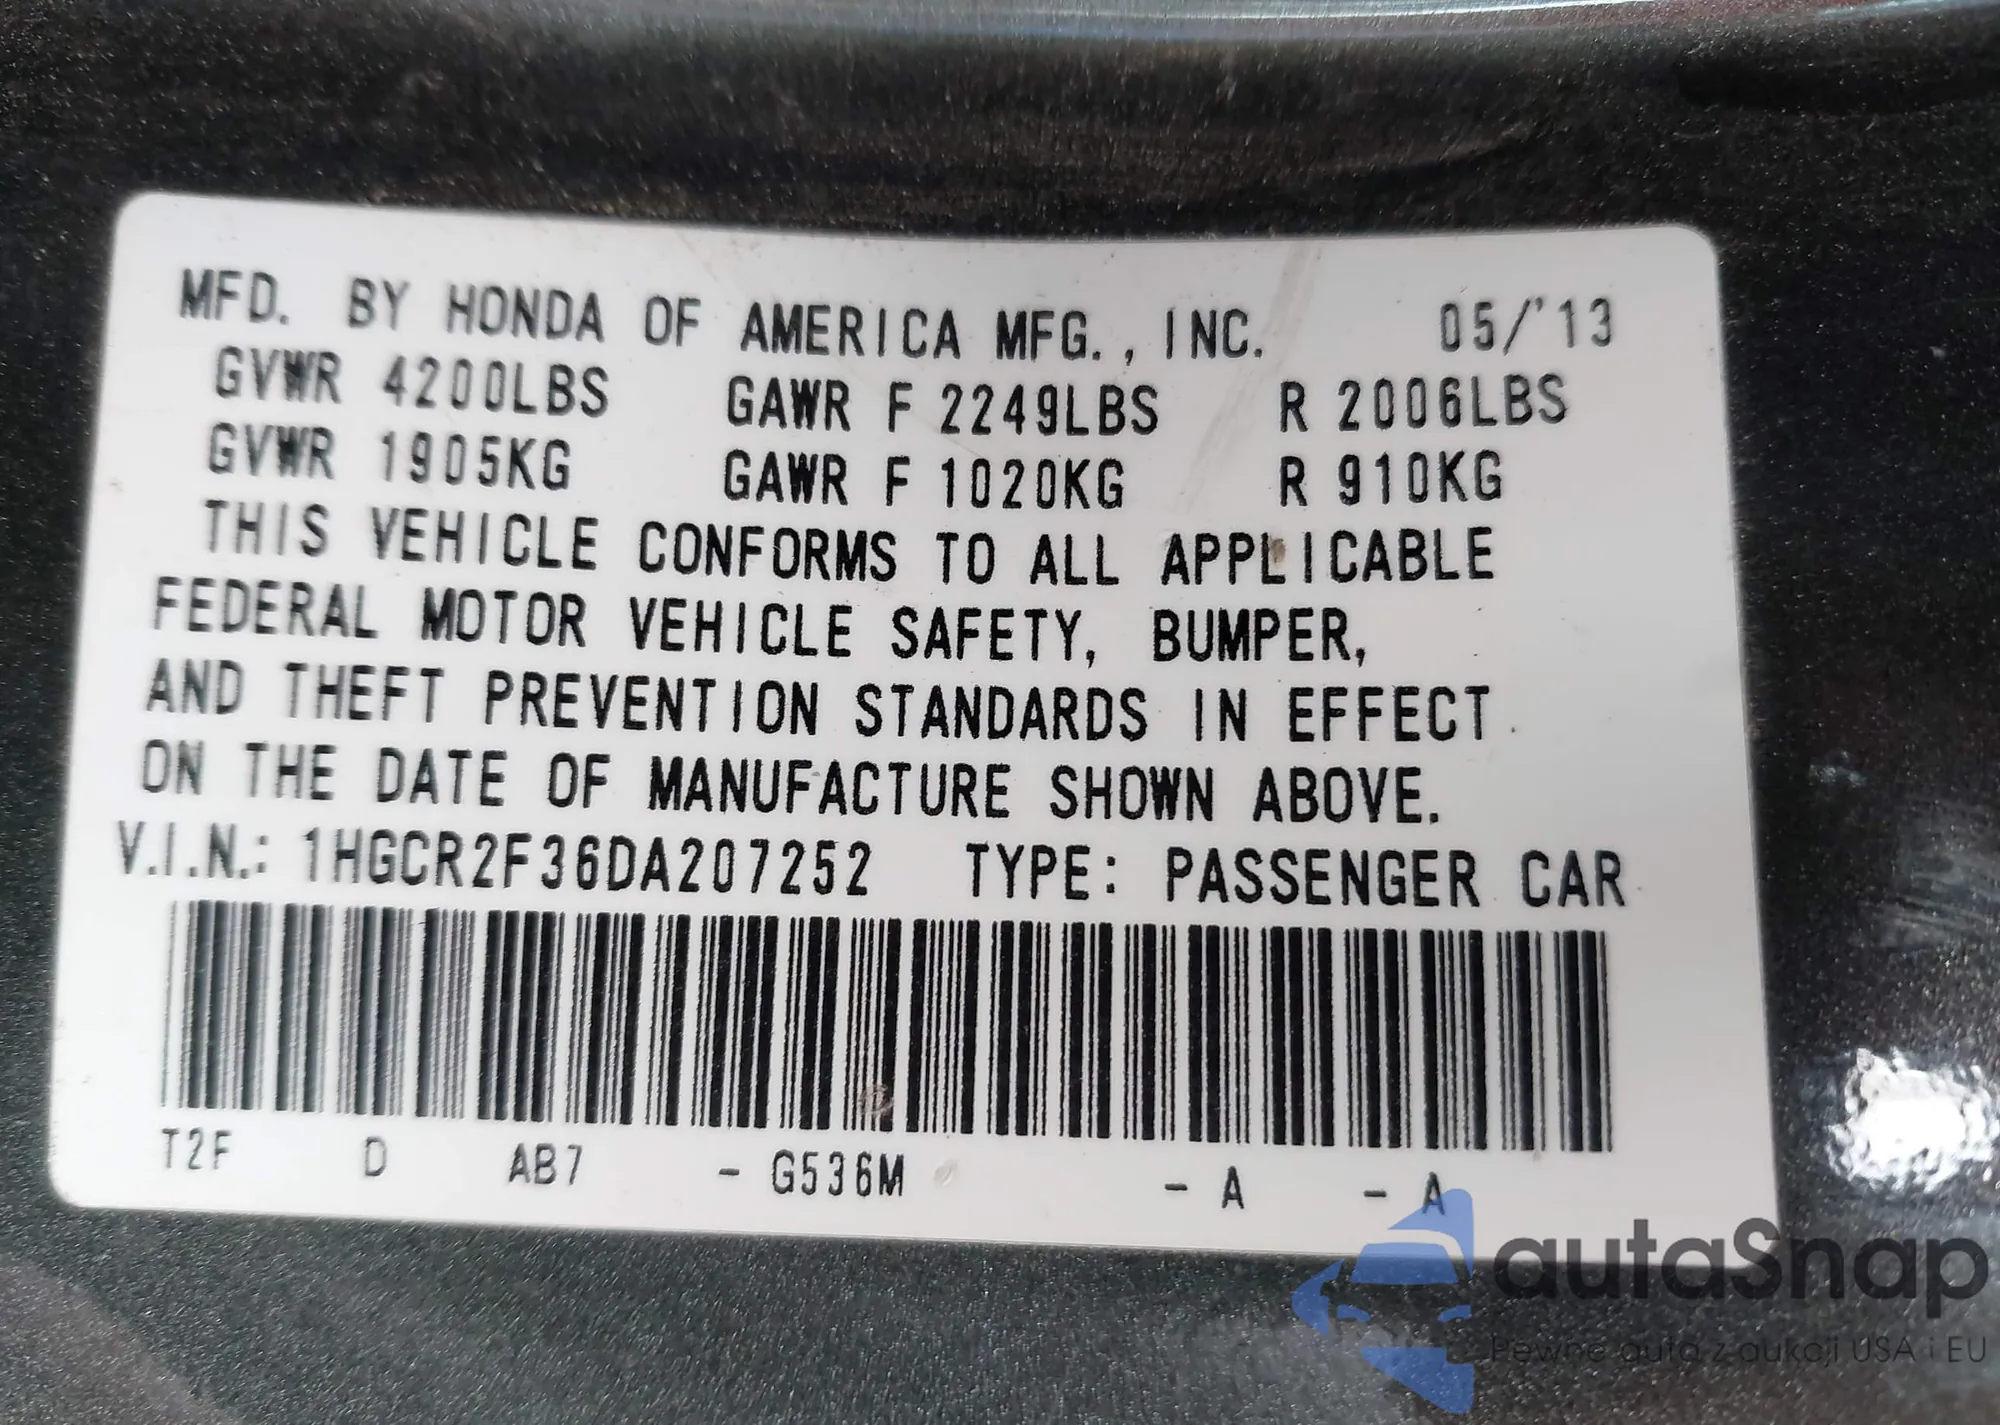 MFD. BY HONDA OF AMERICA MFG., INC. 05/'13
GVWR 4200LBS GAWR F 2249LBS R 2006LBS
GVWR 1905KG GAWR F 1020KG R 910KG
THIS VEHICLE CONFORMS TO ALL APPLICABLE
FEDERAL MOTOR VEHICLE SAFETY, BUMPER,
AND THEFT PREVENTION STANDARDS IN EFFECT
ON THE DATE OF MANUFACTURE SHOWN ABOVE.
V.I.N.: 1HGCR2F36DA207252 TYPE: PASSENGER CAR
T2F D AB7 - G536M - A - A
autaSnap
Pewne auta z aukcji USA i EU